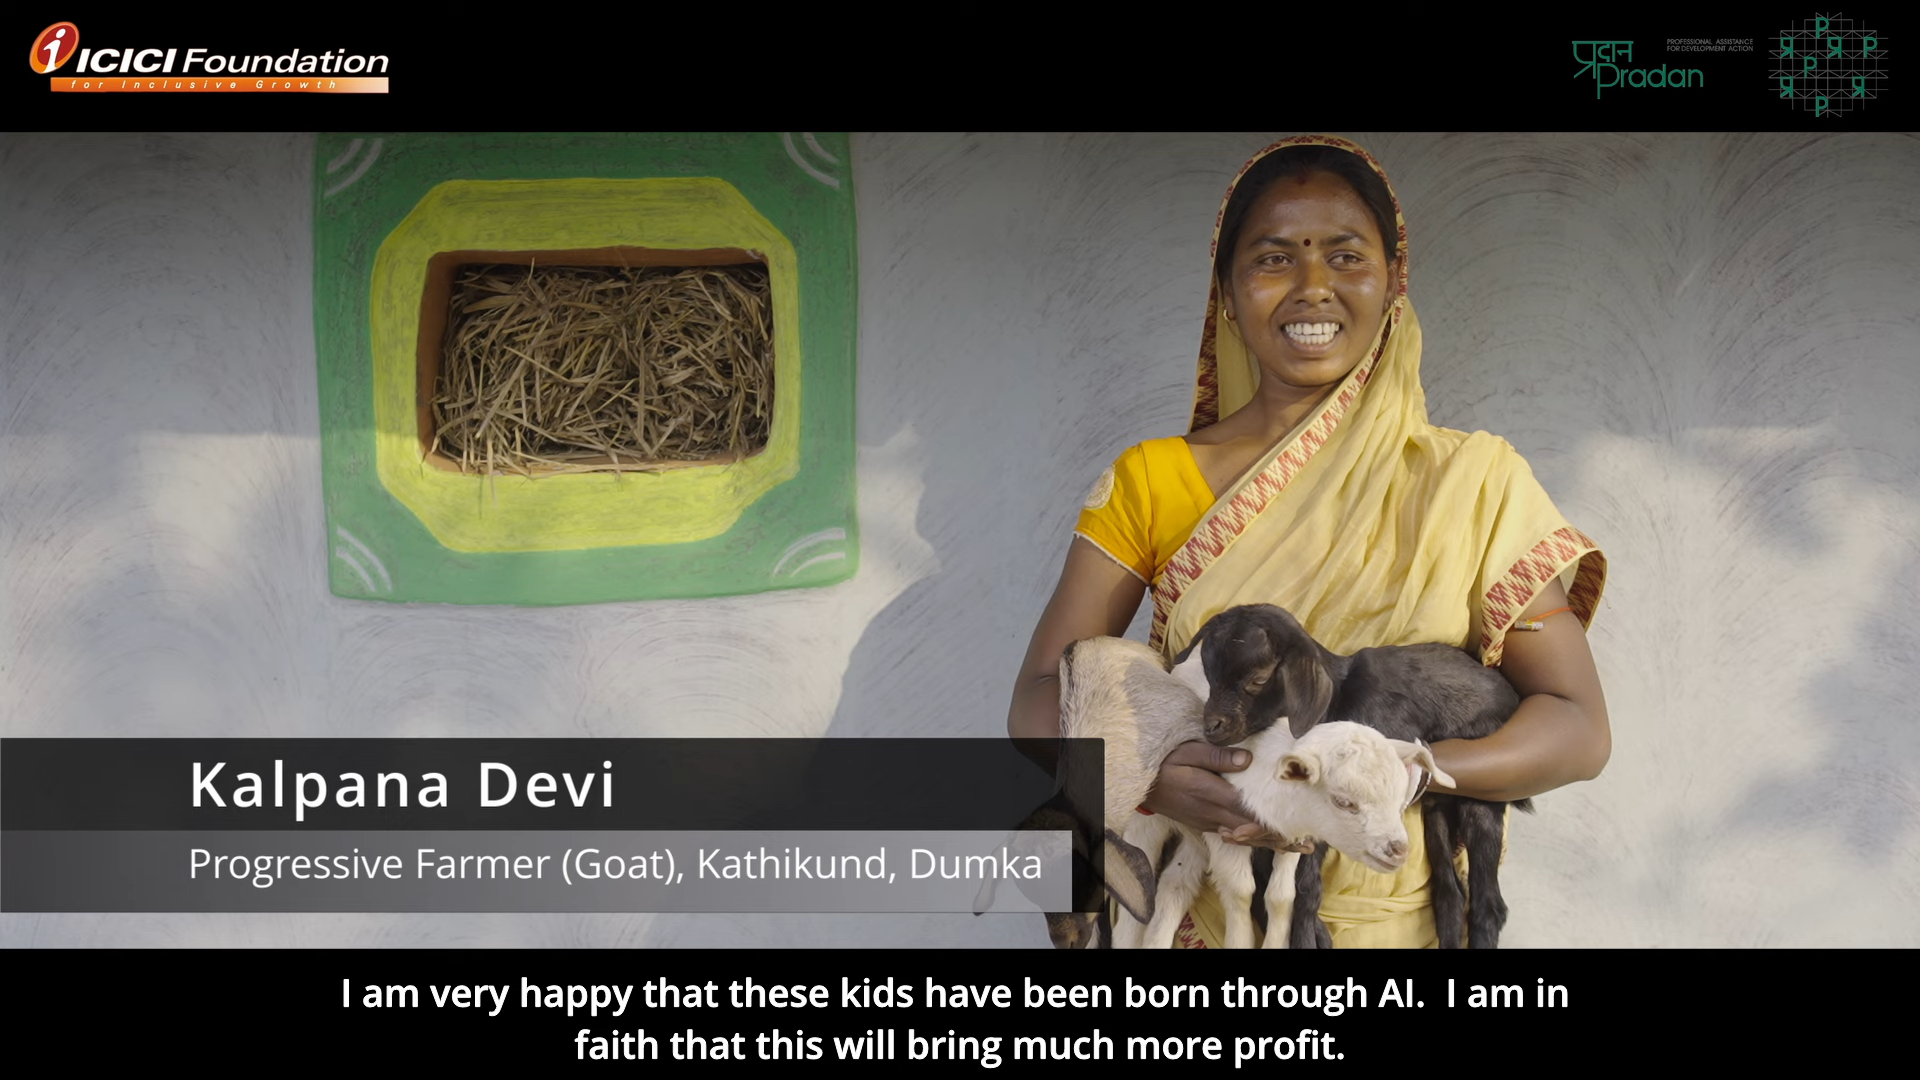 i ICICI Foundation
for Inclusive Growth
प्रदान
Pradan
PROFESSIONAL ASSISTANCE
FOR DEVELOPMENT ACTION
Kalpana Devi
Progressive Farmer (Goat), Kathikund, Dumka
I am very happy that these kids have been born through AI. I am in
faith that this will bring much more profit.